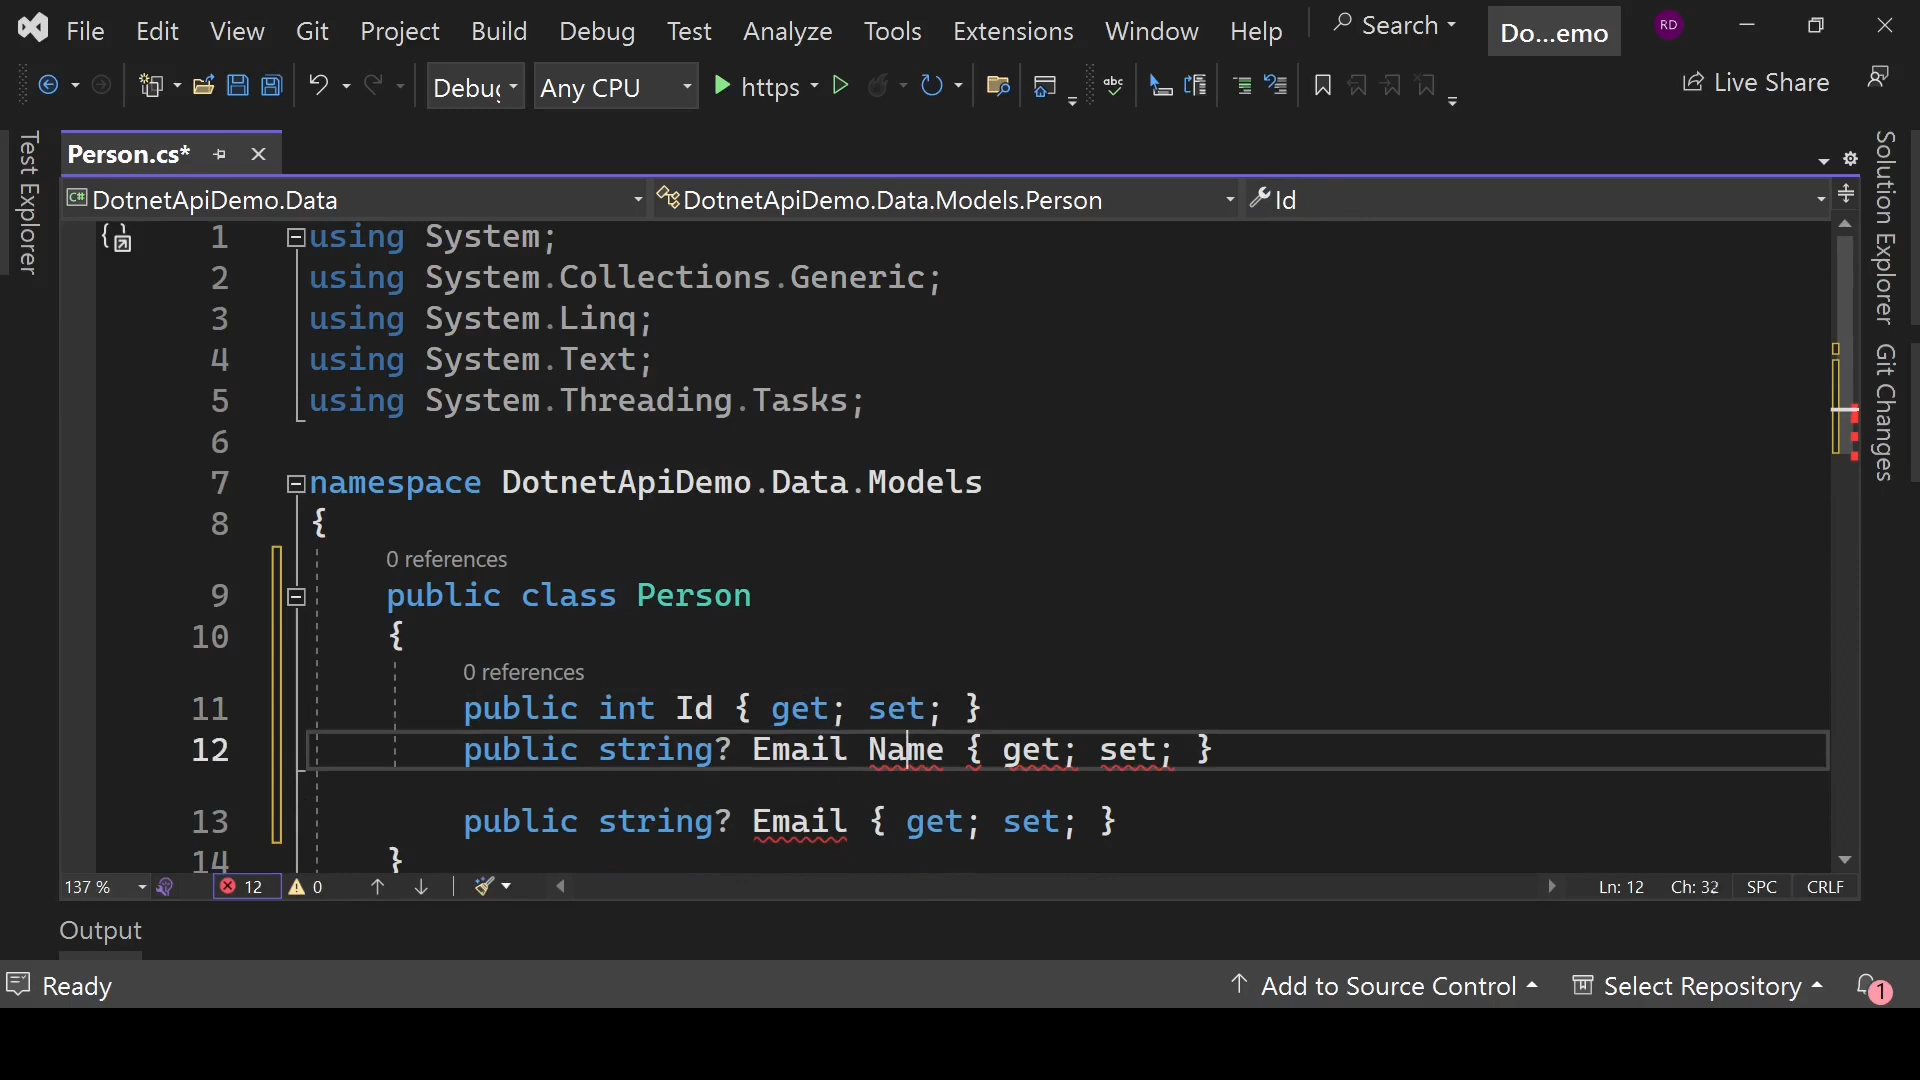 File Edit View Git Project Build Debug Test Analyze Tools Extensions Window Help Search Do...emo RD
Debug Any CPU https Live Share
Test Explorer
Person.cs*
DotnetApiDemo.Data DotnetApiDemo.Data.Models.Person Id
1 using System;
2 using System.Collections.Generic;
3 using System.Linq;
4 using System.Text;
5 using System.Threading.Tasks;
6
7 namespace DotnetApiDemo.Data.Models
8 {
0 references
9 public class Person
10 {
0 references
11 public int Id { get; set; }
12 public string? Email Name { get; set; }
13 public string? Email { get; set; }
14 }
137 % 12 0 Ln: 12 Ch: 32 SPC CRLF
Solution Explorer
Git Changes
Output
Ready Add to Source Control Select Repository 1